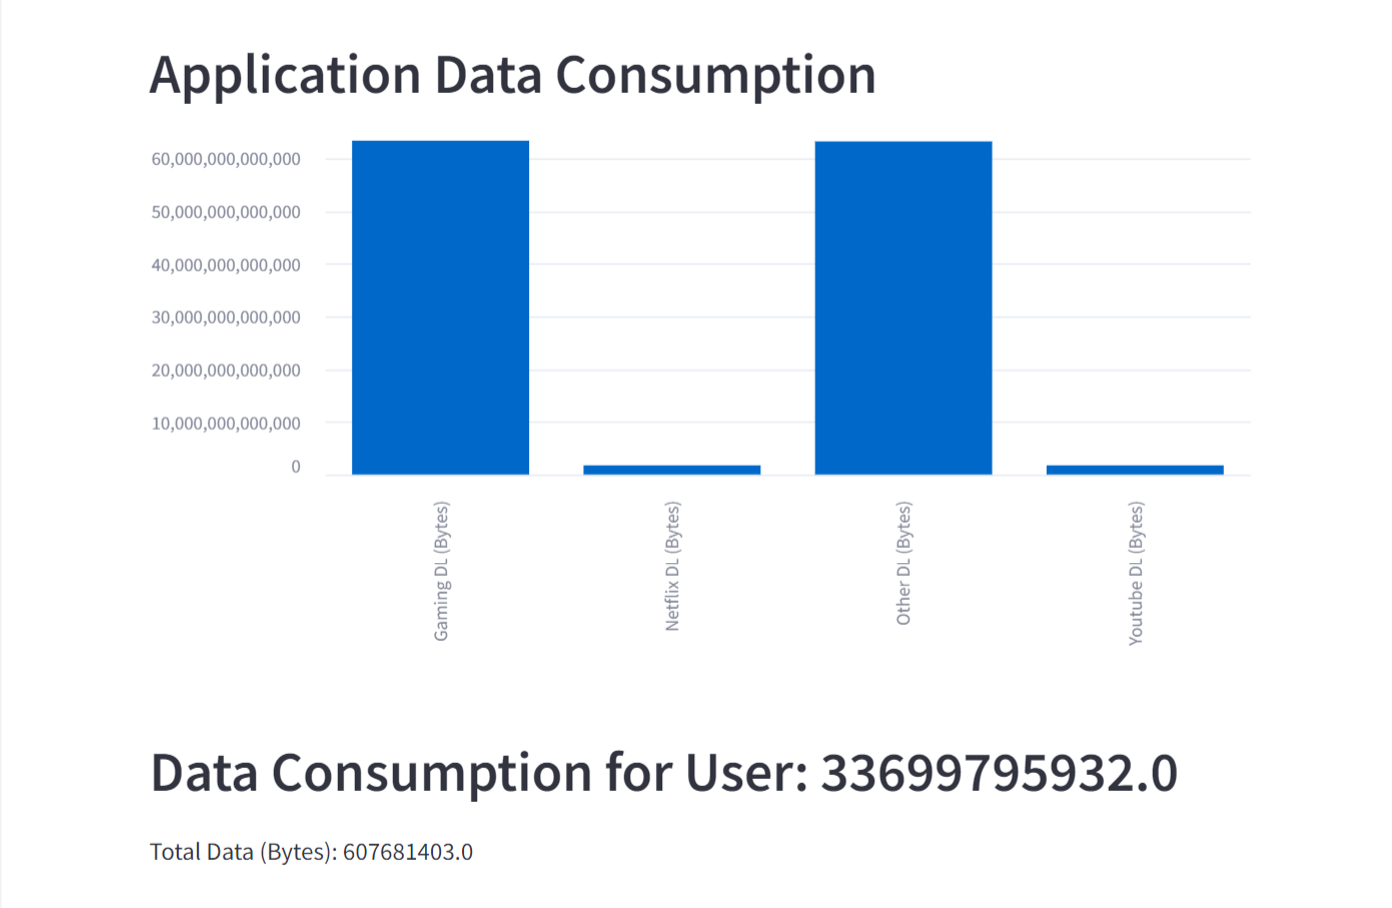 Application Data Consumption
60,000,000,000,000
50,000,000,000,000
40,000,000,000,000
30,000,000,000,000
20,000,000,000,000
10,000,000,000,000
0
Gaming DL (Bytes)
Netflix DL (Bytes)
Other DL (Bytes)
Youtube DL (Bytes)
Data Consumption for User: 33699795932.0
Total Data (Bytes): 607681403.0